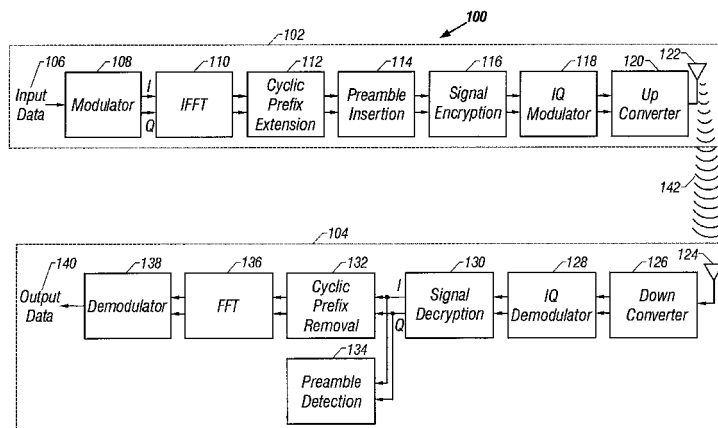 100
102
106
108
110
112
114
116
118
120
122
Input
Data
Modulator
I
Q
IFFT
Cyclic
Prefix
Extension
Preamble
Insertion
Signal
Encryption
IQ
Modulator
Up
Converter
142
104
140
138
136
132
130
128
126
124
Output
Data
Demodulator
FFT
Cyclic
Prefix
Removal
I
Q
Signal
Decryption
IQ
Demodulator
Down
Converter
134
Preamble
Detection